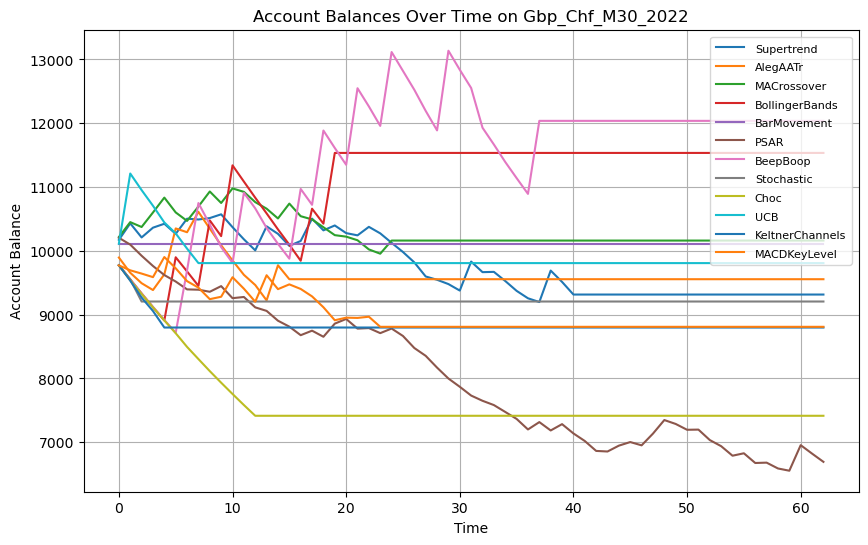 Account Balances Over Time on Gbp_Chf_M30_2022
Account Balance
13000
12000
11000
10000
9000
8000
7000
0
10
20
30
40
50
60
Time
Supertrend
AlegAATr
MACrossover
BollingerBands
BarMovement
PSAR
BeepBoop
Stochastic
Choc
UCB
KeltnerChannels
MACDKeyLevel